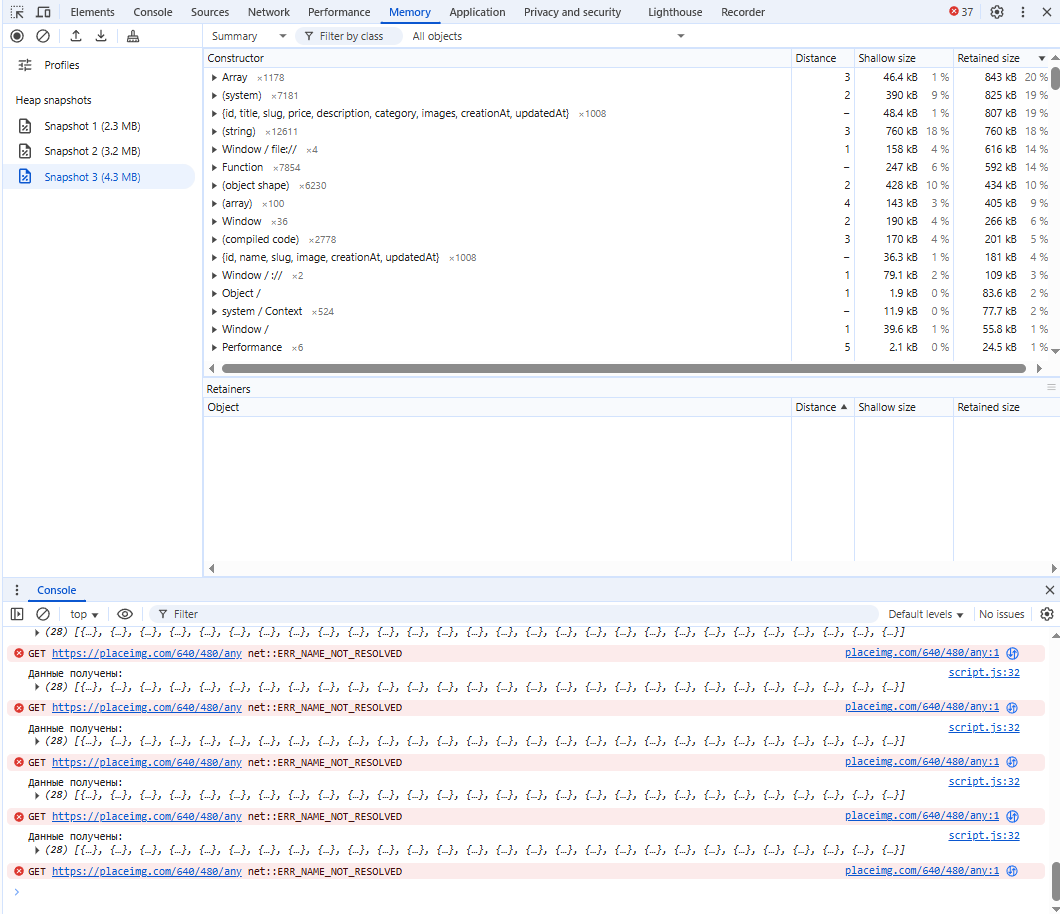 Elements Console Sources Network Performance Memory Application Privacy and security Lighthouse Recorder 37
Summary Filter by class All objects
Profiles
Heap snapshots
Snapshot 1 (2.3 MB)
Snapshot 2 (3.2 MB)
Snapshot 3 (4.3 MB)
Constructor Distance Shallow size Retained size
Array ×1178 3 46.4 kB 1 % 843 kB 20 %
(system) ×7181 2 390 kB 9 % 825 kB 19 %
{id, title, slug, price, description, category, images, creationAt, updatedAt} ×1008 – 48.4 kB 1 % 807 kB 19 %
(string) ×12611 3 760 kB 18 % 760 kB 18 %
Window / file:// ×4 1 158 kB 4 % 616 kB 14 %
Function ×7854 – 247 kB 6 % 592 kB 14 %
(object shape) ×6230 2 428 kB 10 % 434 kB 10 %
(array) ×100 4 143 kB 3 % 405 kB 9 %
Window ×36 2 190 kB 4 % 266 kB 6 %
(compiled code) ×2778 3 170 kB 4 % 201 kB 5 %
{id, name, slug, image, creationAt, updatedAt} ×1008 – 36.3 kB 1 % 181 kB 4 %
Window / :// ×2 1 79.1 kB 2 % 109 kB 3 %
Object / 1 1.9 kB 0 % 83.6 kB 2 %
system / Context ×524 – 11.9 kB 0 % 77.7 kB 2 %
Window / 1 39.6 kB 1 % 55.8 kB 1 %
Performance ×6 5 2.1 kB 0 % 24.5 kB 1 %
Retainers
Object Distance Shallow size Retained size
Console
top Filter Default levels No issues
(28) [{…}, {…}, {…}, {…}, {…}, {…}, {…}, {…}, {…}, {…}, {…}, {…}, {…}, {…}, {…}, {…}, {…}, {…}, {…}, {…}, {…}, {…}, {…}, {…}, {…}, {…}, {…}, {…}]
GET https://placeimg.com/640/480/any net::ERR_NAME_NOT_RESOLVED placeimg.com/640/480/any:1
Данные получены: script.js:32
(28) [{…}, {…}, {…}, {…}, {…}, {…}, {…}, {…}, {…}, {…}, {…}, {…}, {…}, {…}, {…}, {…}, {…}, {…}, {…}, {…}, {…}, {…}, {…}, {…}, {…}, {…}, {…}, {…}]
GET https://placeimg.com/640/480/any net::ERR_NAME_NOT_RESOLVED placeimg.com/640/480/any:1
Данные получены: script.js:32
(28) [{…}, {…}, {…}, {…}, {…}, {…}, {…}, {…}, {…}, {…}, {…}, {…}, {…}, {…}, {…}, {…}, {…}, {…}, {…}, {…}, {…}, {…}, {…}, {…}, {…}, {…}, {…}, {…}]
GET https://placeimg.com/640/480/any net::ERR_NAME_NOT_RESOLVED placeimg.com/640/480/any:1
Данные получены: script.js:32
(28) [{…}, {…}, {…}, {…}, {…}, {…}, {…}, {…}, {…}, {…}, {…}, {…}, {…}, {…}, {…}, {…}, {…}, {…}, {…}, {…}, {…}, {…}, {…}, {…}, {…}, {…}, {…}, {…}]
GET https://placeimg.com/640/480/any net::ERR_NAME_NOT_RESOLVED placeimg.com/640/480/any:1
Данные получены: script.js:32
(28) [{…}, {…}, {…}, {…}, {…}, {…}, {…}, {…}, {…}, {…}, {…}, {…}, {…}, {…}, {…}, {…}, {…}, {…}, {…}, {…}, {…}, {…}, {…}, {…}, {…}, {…}, {…}, {…}]
GET https://placeimg.com/640/480/any net::ERR_NAME_NOT_RESOLVED placeimg.com/640/480/any:1